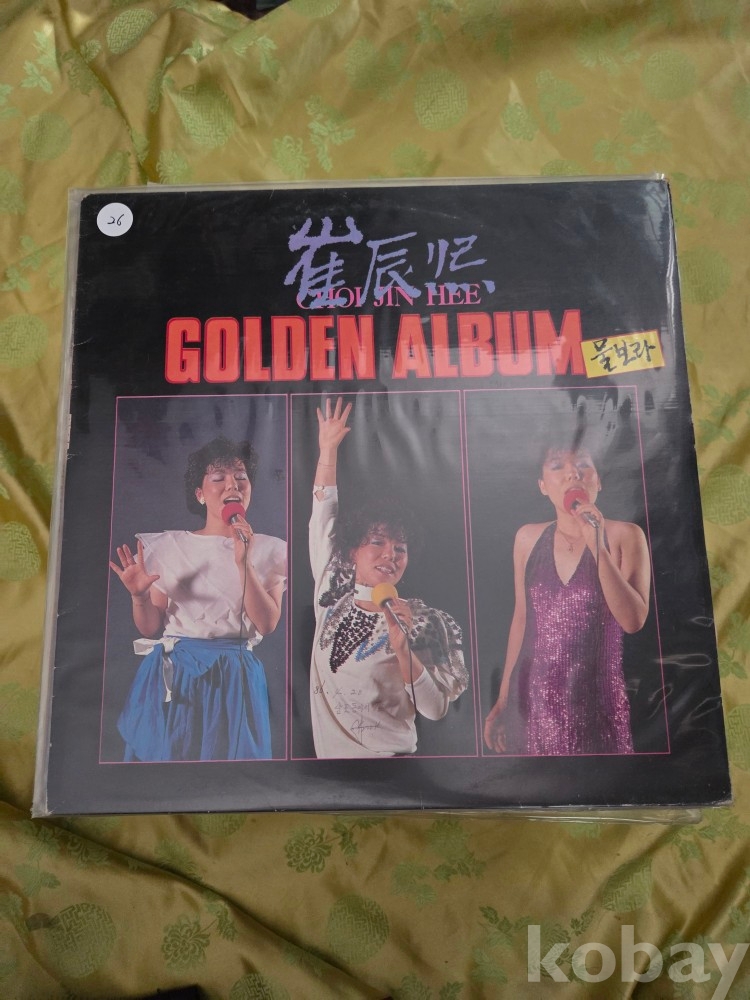 26
崔辰熙
CHOI JIN HEE
GOLDEN ALBUM
물보라
kobay